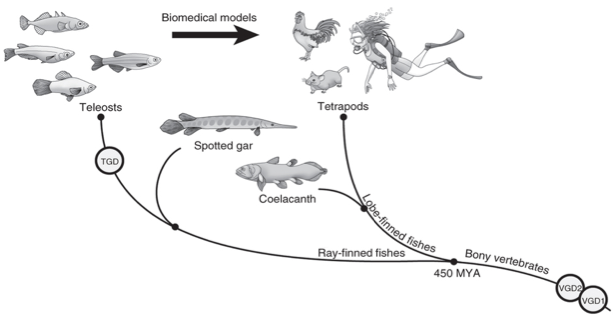 Biomedical models
Teleosts
Tetrapods
TGD
Spotted gar
Coelacanth
Lobe-finned fishes
Ray-finned fishes
Bony vertebrates
450 MYA
VGD2
VGD1